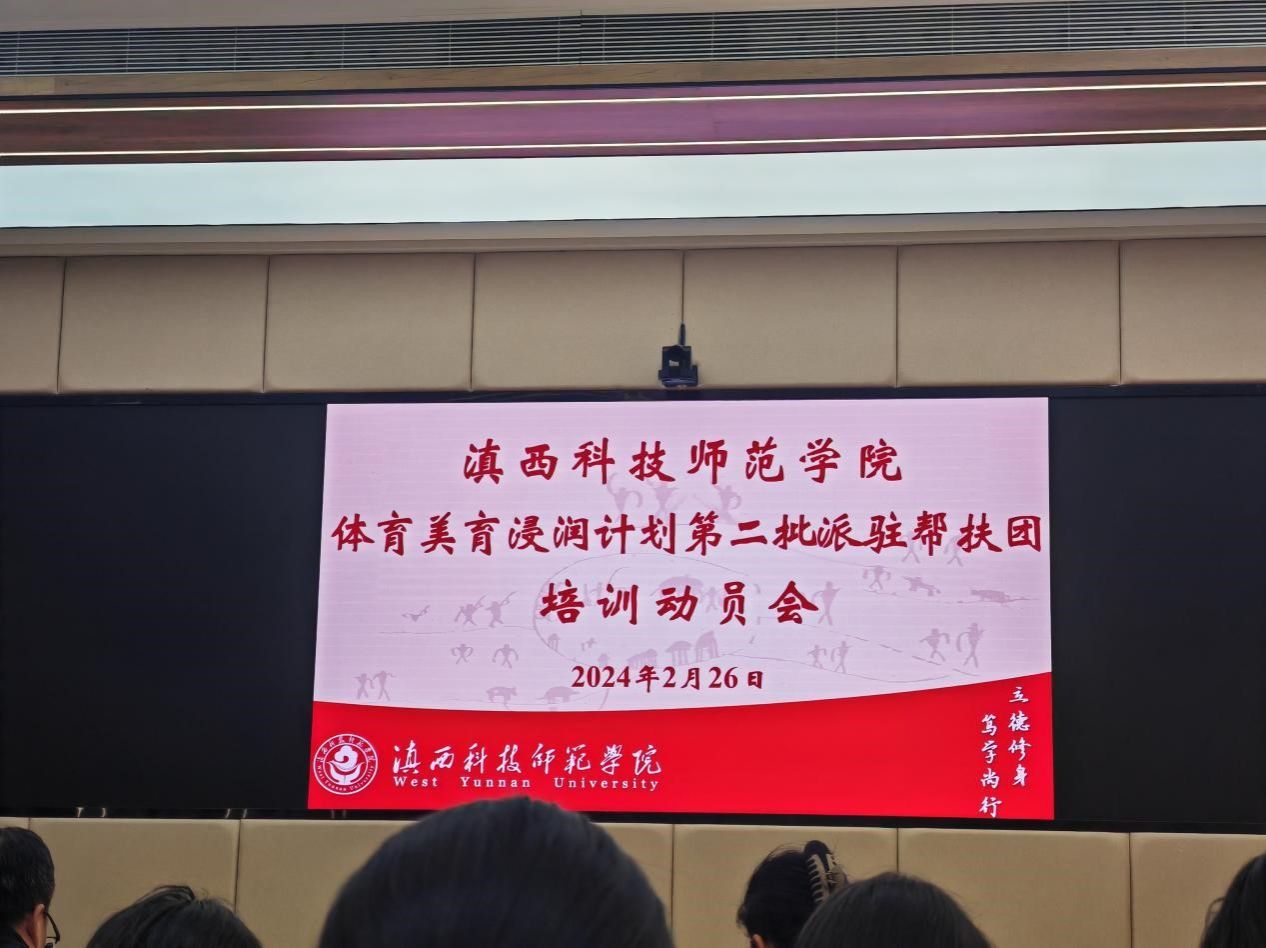 滇西科技师范学院
体育美育浸润计划第二批派驻帮扶团
培训动员会
2024年2月26日
滇西科技师範學院
West Yunnan University
立德修身
笃学尚行